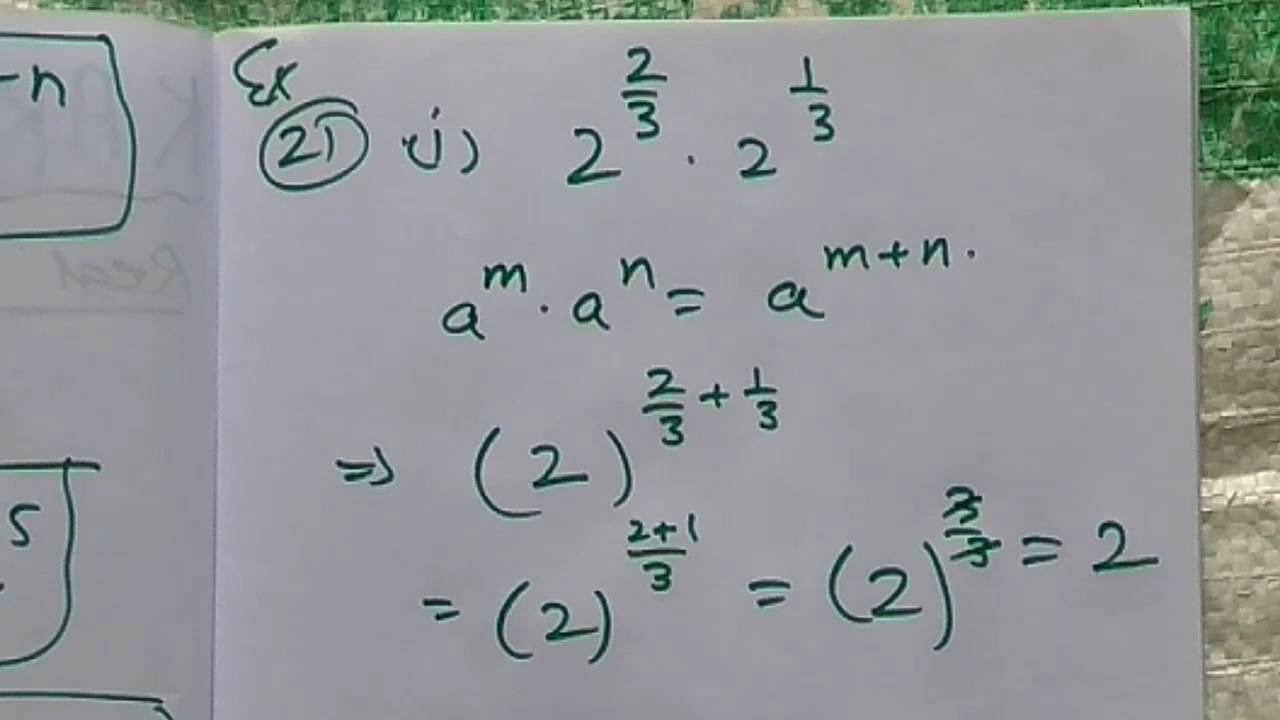 -n
Ex
21) (i) 2^(2/3) · 2^(1/3)
a^m · a^n = a^(m+n).
=> (2)^(2/3 + 1/3)
= (2)^((2+1)/3) = (2)^(3/3) = 2
5